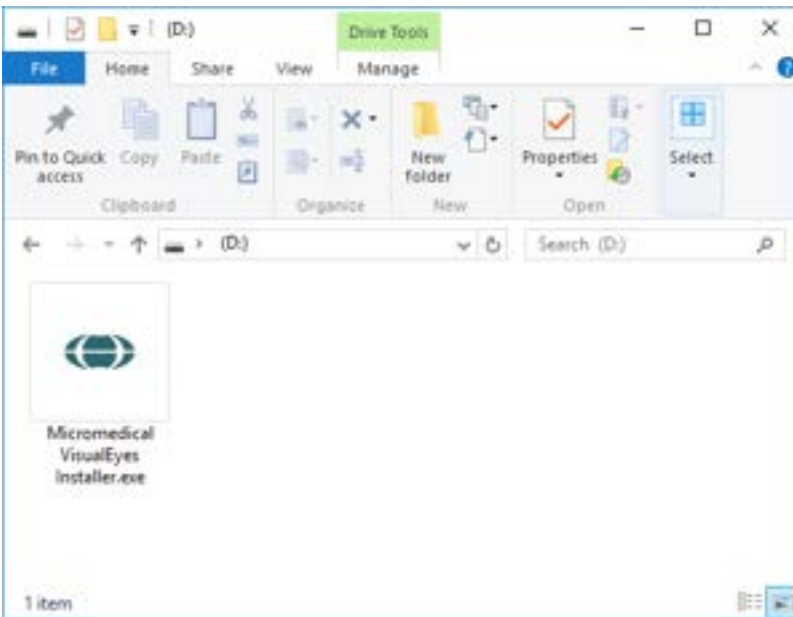 (D:)
Drive Tools
File Home Share View Manage
Pin to Quick access
Copy
Paste
New folder
Properties
Select
Clipboard
Organize
New
Open
(D:)
Search (D:)
Micromedical
VisualEyes
Installer.exe
1 item